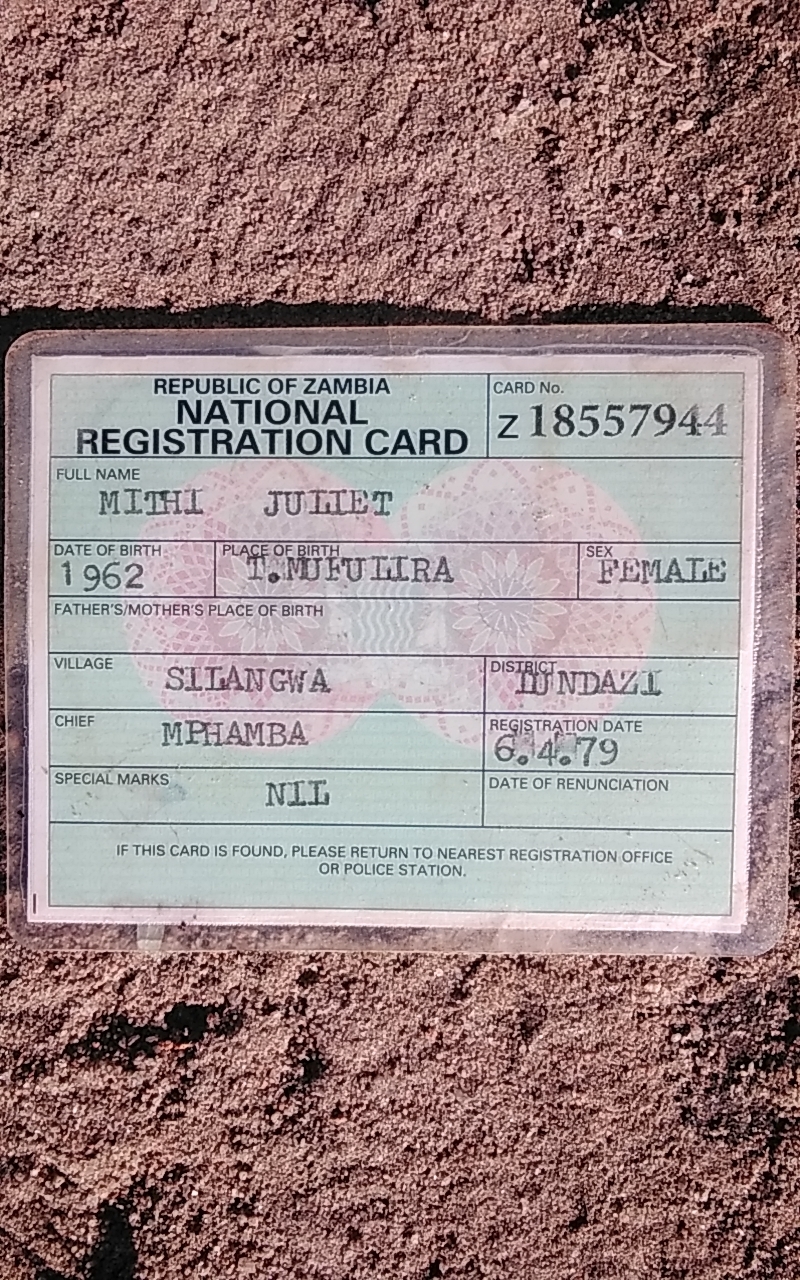 REPUBLIC OF ZAMBIA
NATIONAL
REGISTRATION CARD
CARD No.
Z 18557944
FULL NAME
MITHI JULIET
DATE OF BIRTH
1962
PLACE OF BIRTH
T.MUFULIRA
SEX
FEMALE
FATHER'S/MOTHER'S PLACE OF BIRTH
VILLAGE
SILANGWA
DISTRICT
LUNDAZI
CHIEF
MPHAMBA
REGISTRATION DATE
6.4.79
SPECIAL MARKS
NIL
DATE OF RENUNCIATION
IF THIS CARD IS FOUND, PLEASE RETURN TO NEAREST REGISTRATION OFFICE
OR POLICE STATION.